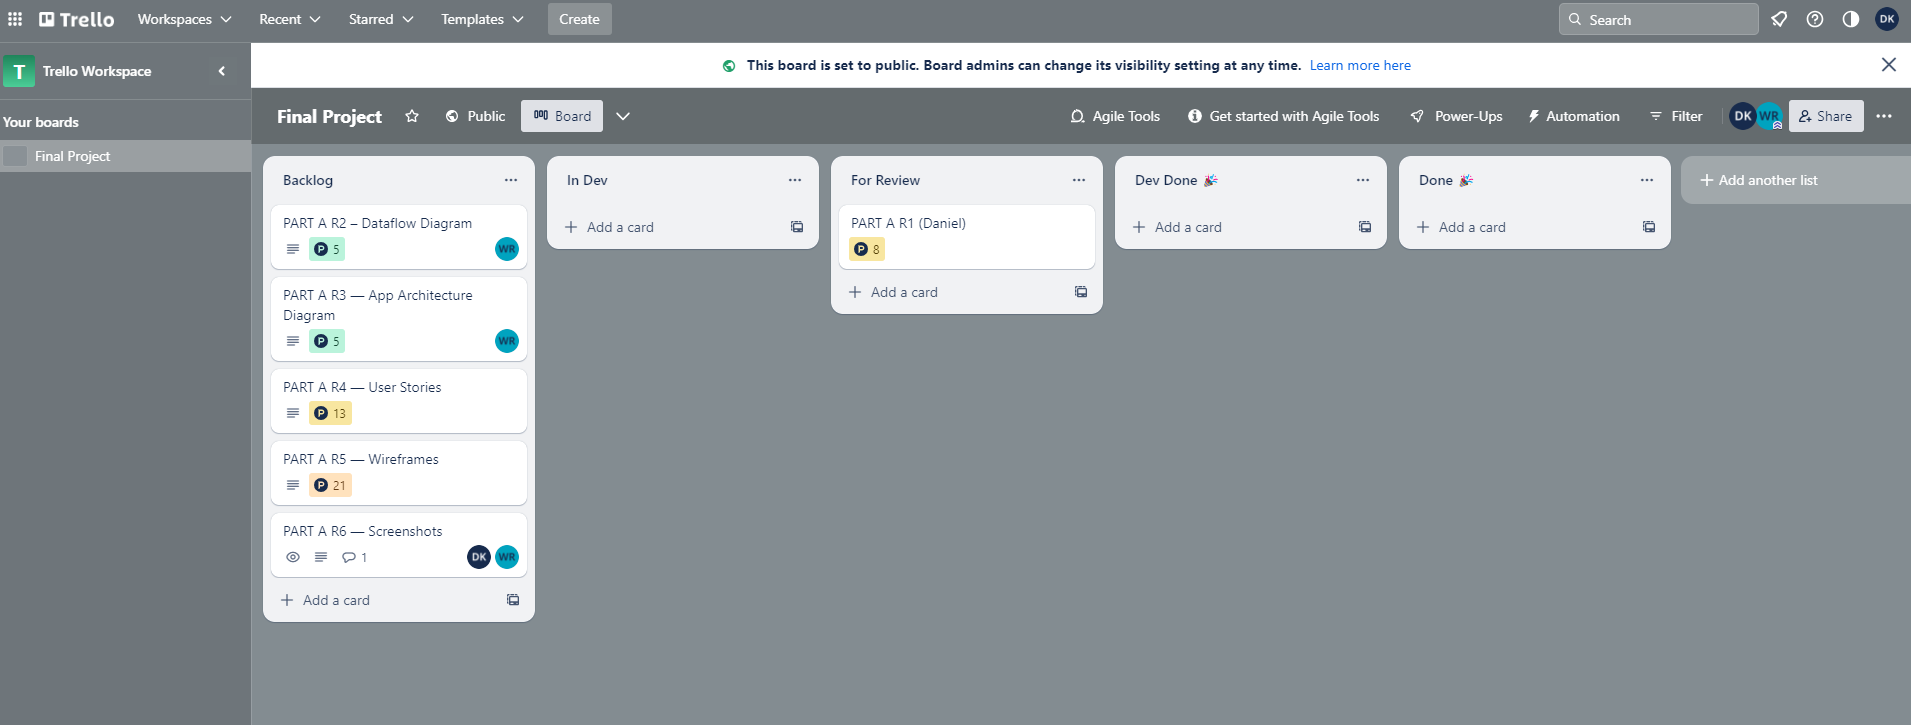 Trello
Workspaces
Recent
Starred
Templates
Create
Search
DK
T
Trello Workspace
This board is set to public. Board admins can change its visibility setting at any time. Learn more here
Your boards
Final Project
Final Project
Public
Board
Agile Tools
Get started with Agile Tools
Power-Ups
Automation
Filter
DK
WR
Share
Backlog
PART A R2 – Dataflow Diagram
P 5
WR
PART A R3 — App Architecture
Diagram
P 5
WR
PART A R4 — User Stories
P 13
PART A R5 — Wireframes
P 21
PART A R6 — Screenshots
1
DK
WR
+ Add a card
In Dev
+ Add a card
For Review
PART A R1 (Daniel)
P 8
+ Add a card
Dev Done 🎉
+ Add a card
Done 🎉
+ Add a card
+ Add another list